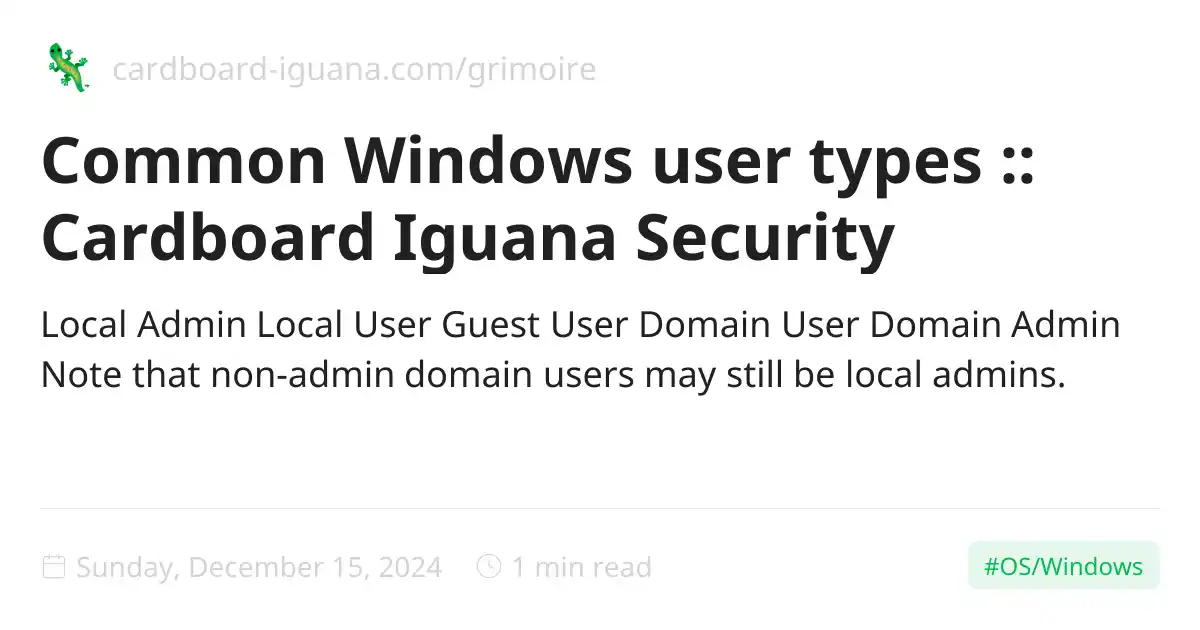 cardboard-iguana.com/grimoire
Common Windows user types ::
Cardboard Iguana Security
Local Admin Local User Guest User Domain User Domain Admin
Note that non-admin domain users may still be local admins.
Sunday, December 15, 2024 1 min read #OS/Windows